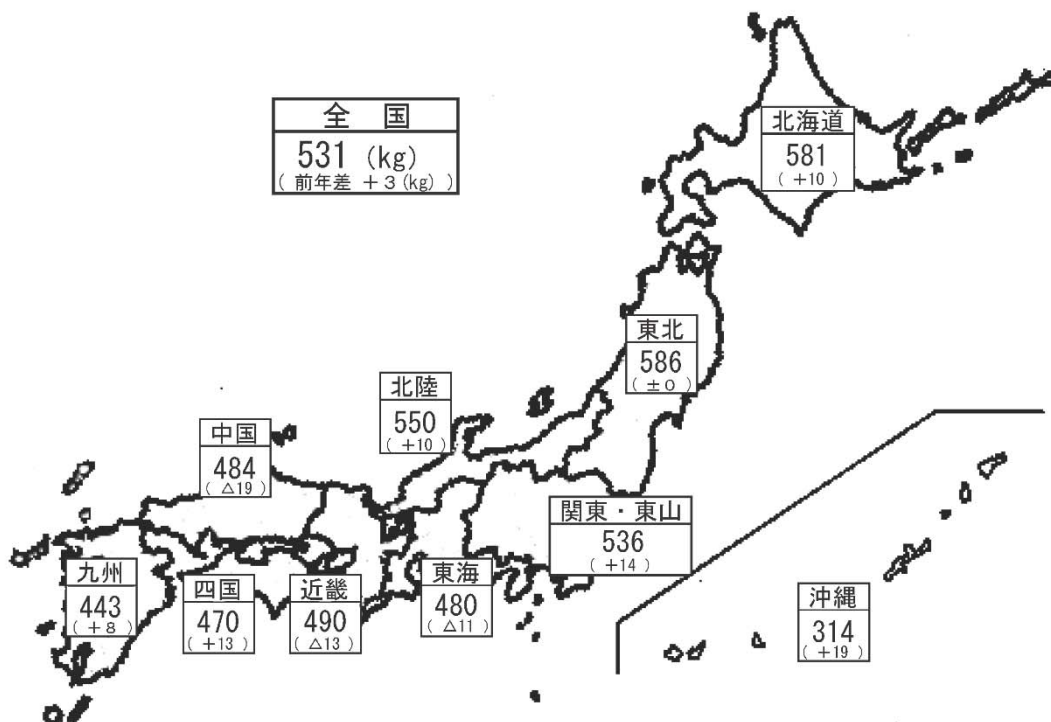 全 国
531 (kg)
( 前年差 +3 (kg) )
北海道
581
( +10 )
東北
586
( ±0 )
北陸
550
( +10 )
中国
484
( △19 )
関東・東山
536
( +14 )
九州
443
( +8 )
四国
470
( +13 )
近畿
490
( △13 )
東海
480
( △11 )
沖縄
314
( +19 )